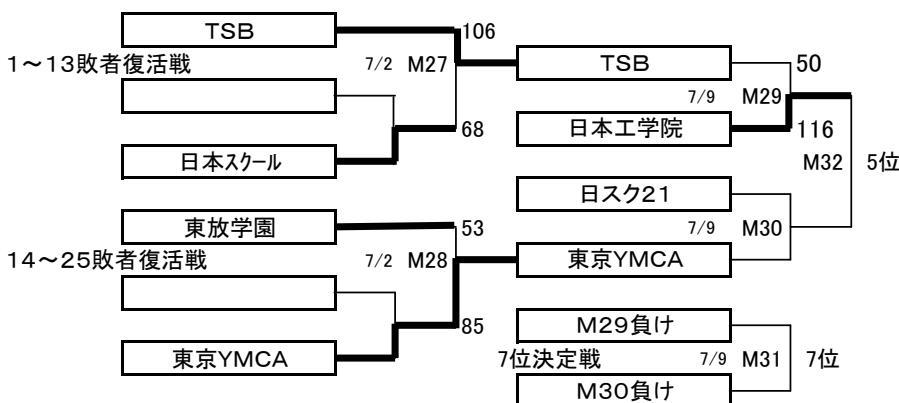 TSB
106
1～13敗者復活戦
7/2 M27
TSB
50
7/9 M29
68
日本工学院
116
日本スクール
M32
5位
日スク21
東放学園
53
7/9 M30
14～25敗者復活戦
7/2 M28
東京YMCA
85
M29負け
東京YMCA
7位決定戦
7/9 M31
7位
M30負け